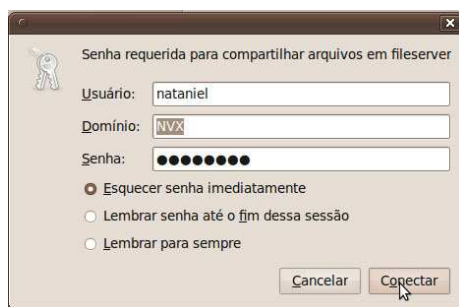 Senha requerida para compartilhar arquivos em fileserver
Usuário: nataniel
Domínio: NVX
Senha: ●●●●●●●●
Esquecer senha imediatamente
Lembrar senha até o fim dessa sessão
Lembrar para sempre
Cancelar Conectar